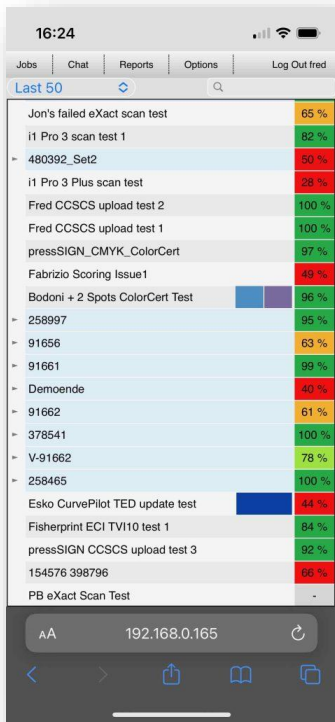 16:24
Jobs Chat Reports Options Log Out fred
Last 50
Jon's failed eXact scan test 65 %
i1 Pro 3 scan test 1 82 %
480392_Set2 50 %
i1 Pro 3 Plus scan test 28 %
Fred CCSCS upload test 2 100 %
Fred CCSCS upload test 1 100 %
pressSIGN_CMYK_ColorCert 97 %
Fabrizio Scoring Issue1 49 %
Bodoni + 2 Spots ColorCert Test 96 %
258997 95 %
91656 63 %
91661 99 %
Demoende 40 %
91662 61 %
378541 100 %
V-91662 78 %
258465 100 %
Esko CurvePilot TED update test 44 %
Fisherprint ECI TVI10 test 1 84 %
pressSIGN CCSCS upload test 3 92 %
154576 398796 66 %
PB eXact Scan Test -
AA 192.168.0.165